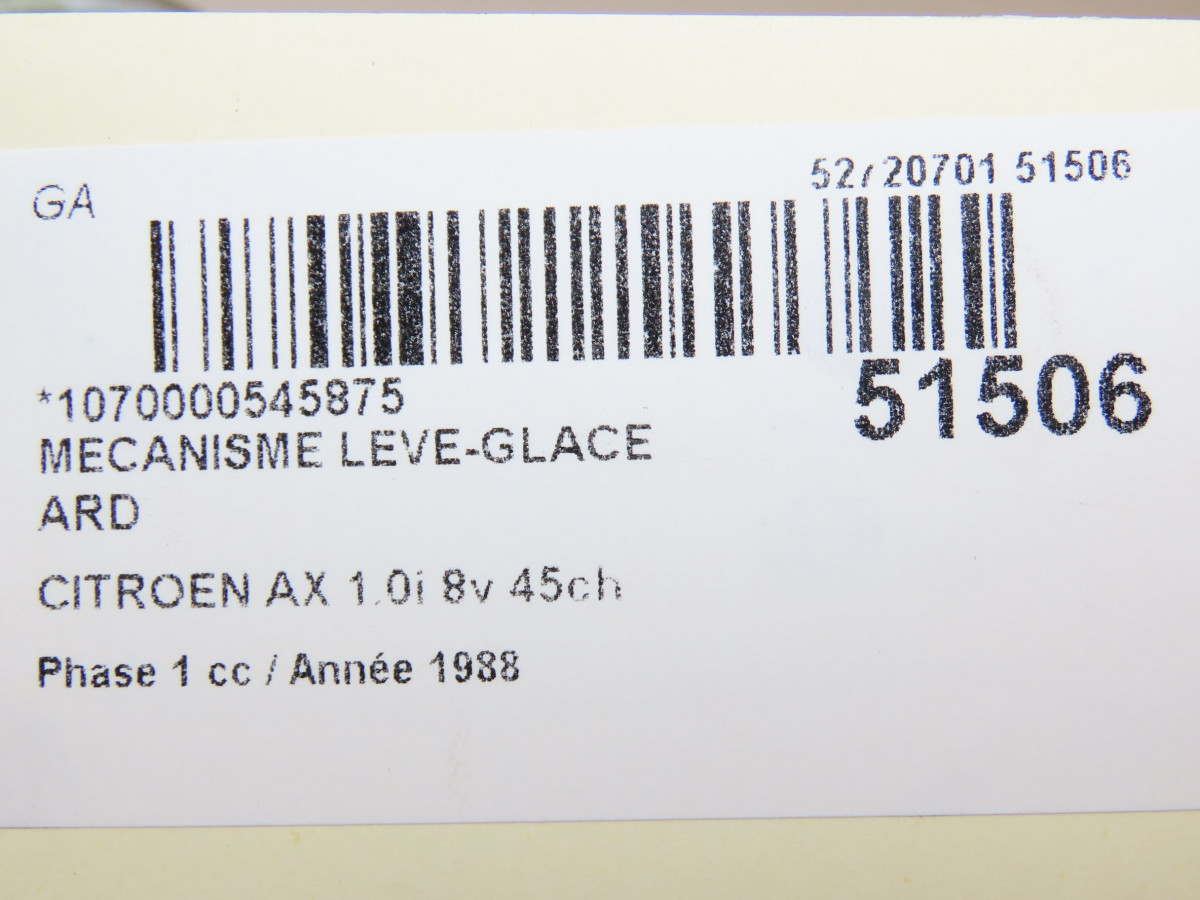 GA
52/20701 51506
51506
*1070000545875
MECANISME LEVE-GLACE
ARD
CITROEN AX 1.0i 8v 45ch
Phase 1 cc / Année 1988